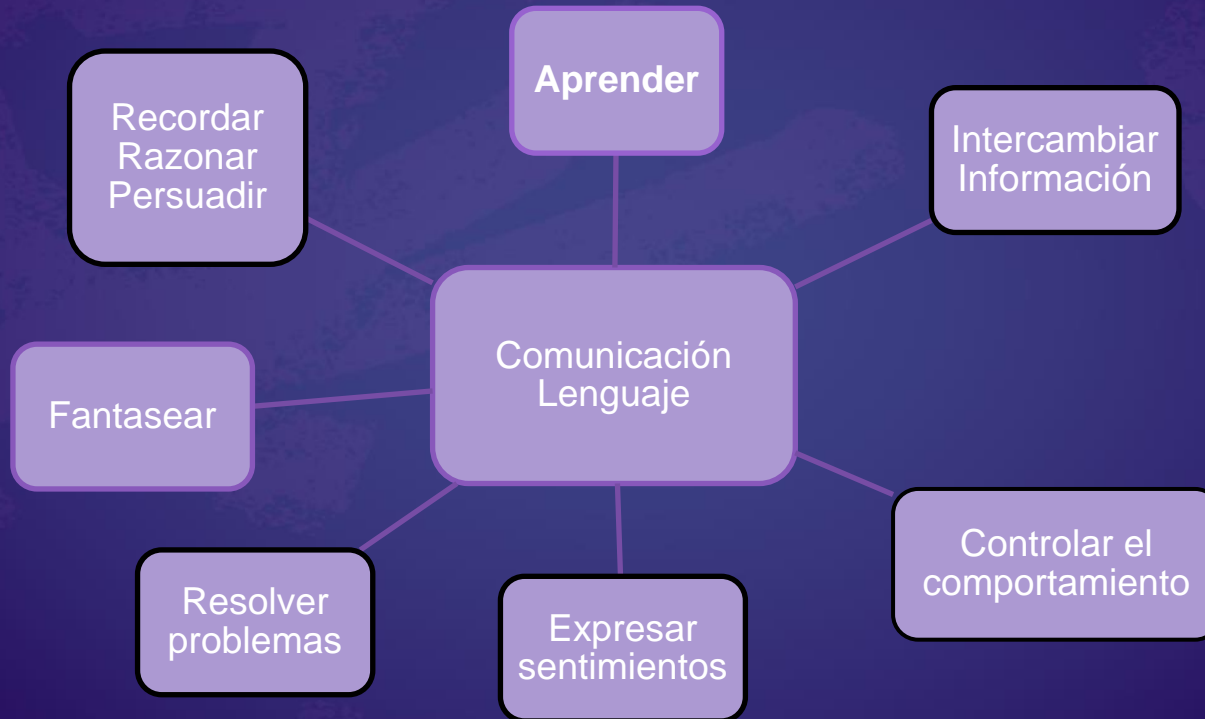 Aprender
Recordar
Razonar
Persuadir
Intercambiar
Información
Comunicación
Lenguaje
Fantasear
Controlar el
comportamiento
Resolver
problemas
Expresar
sentimientos